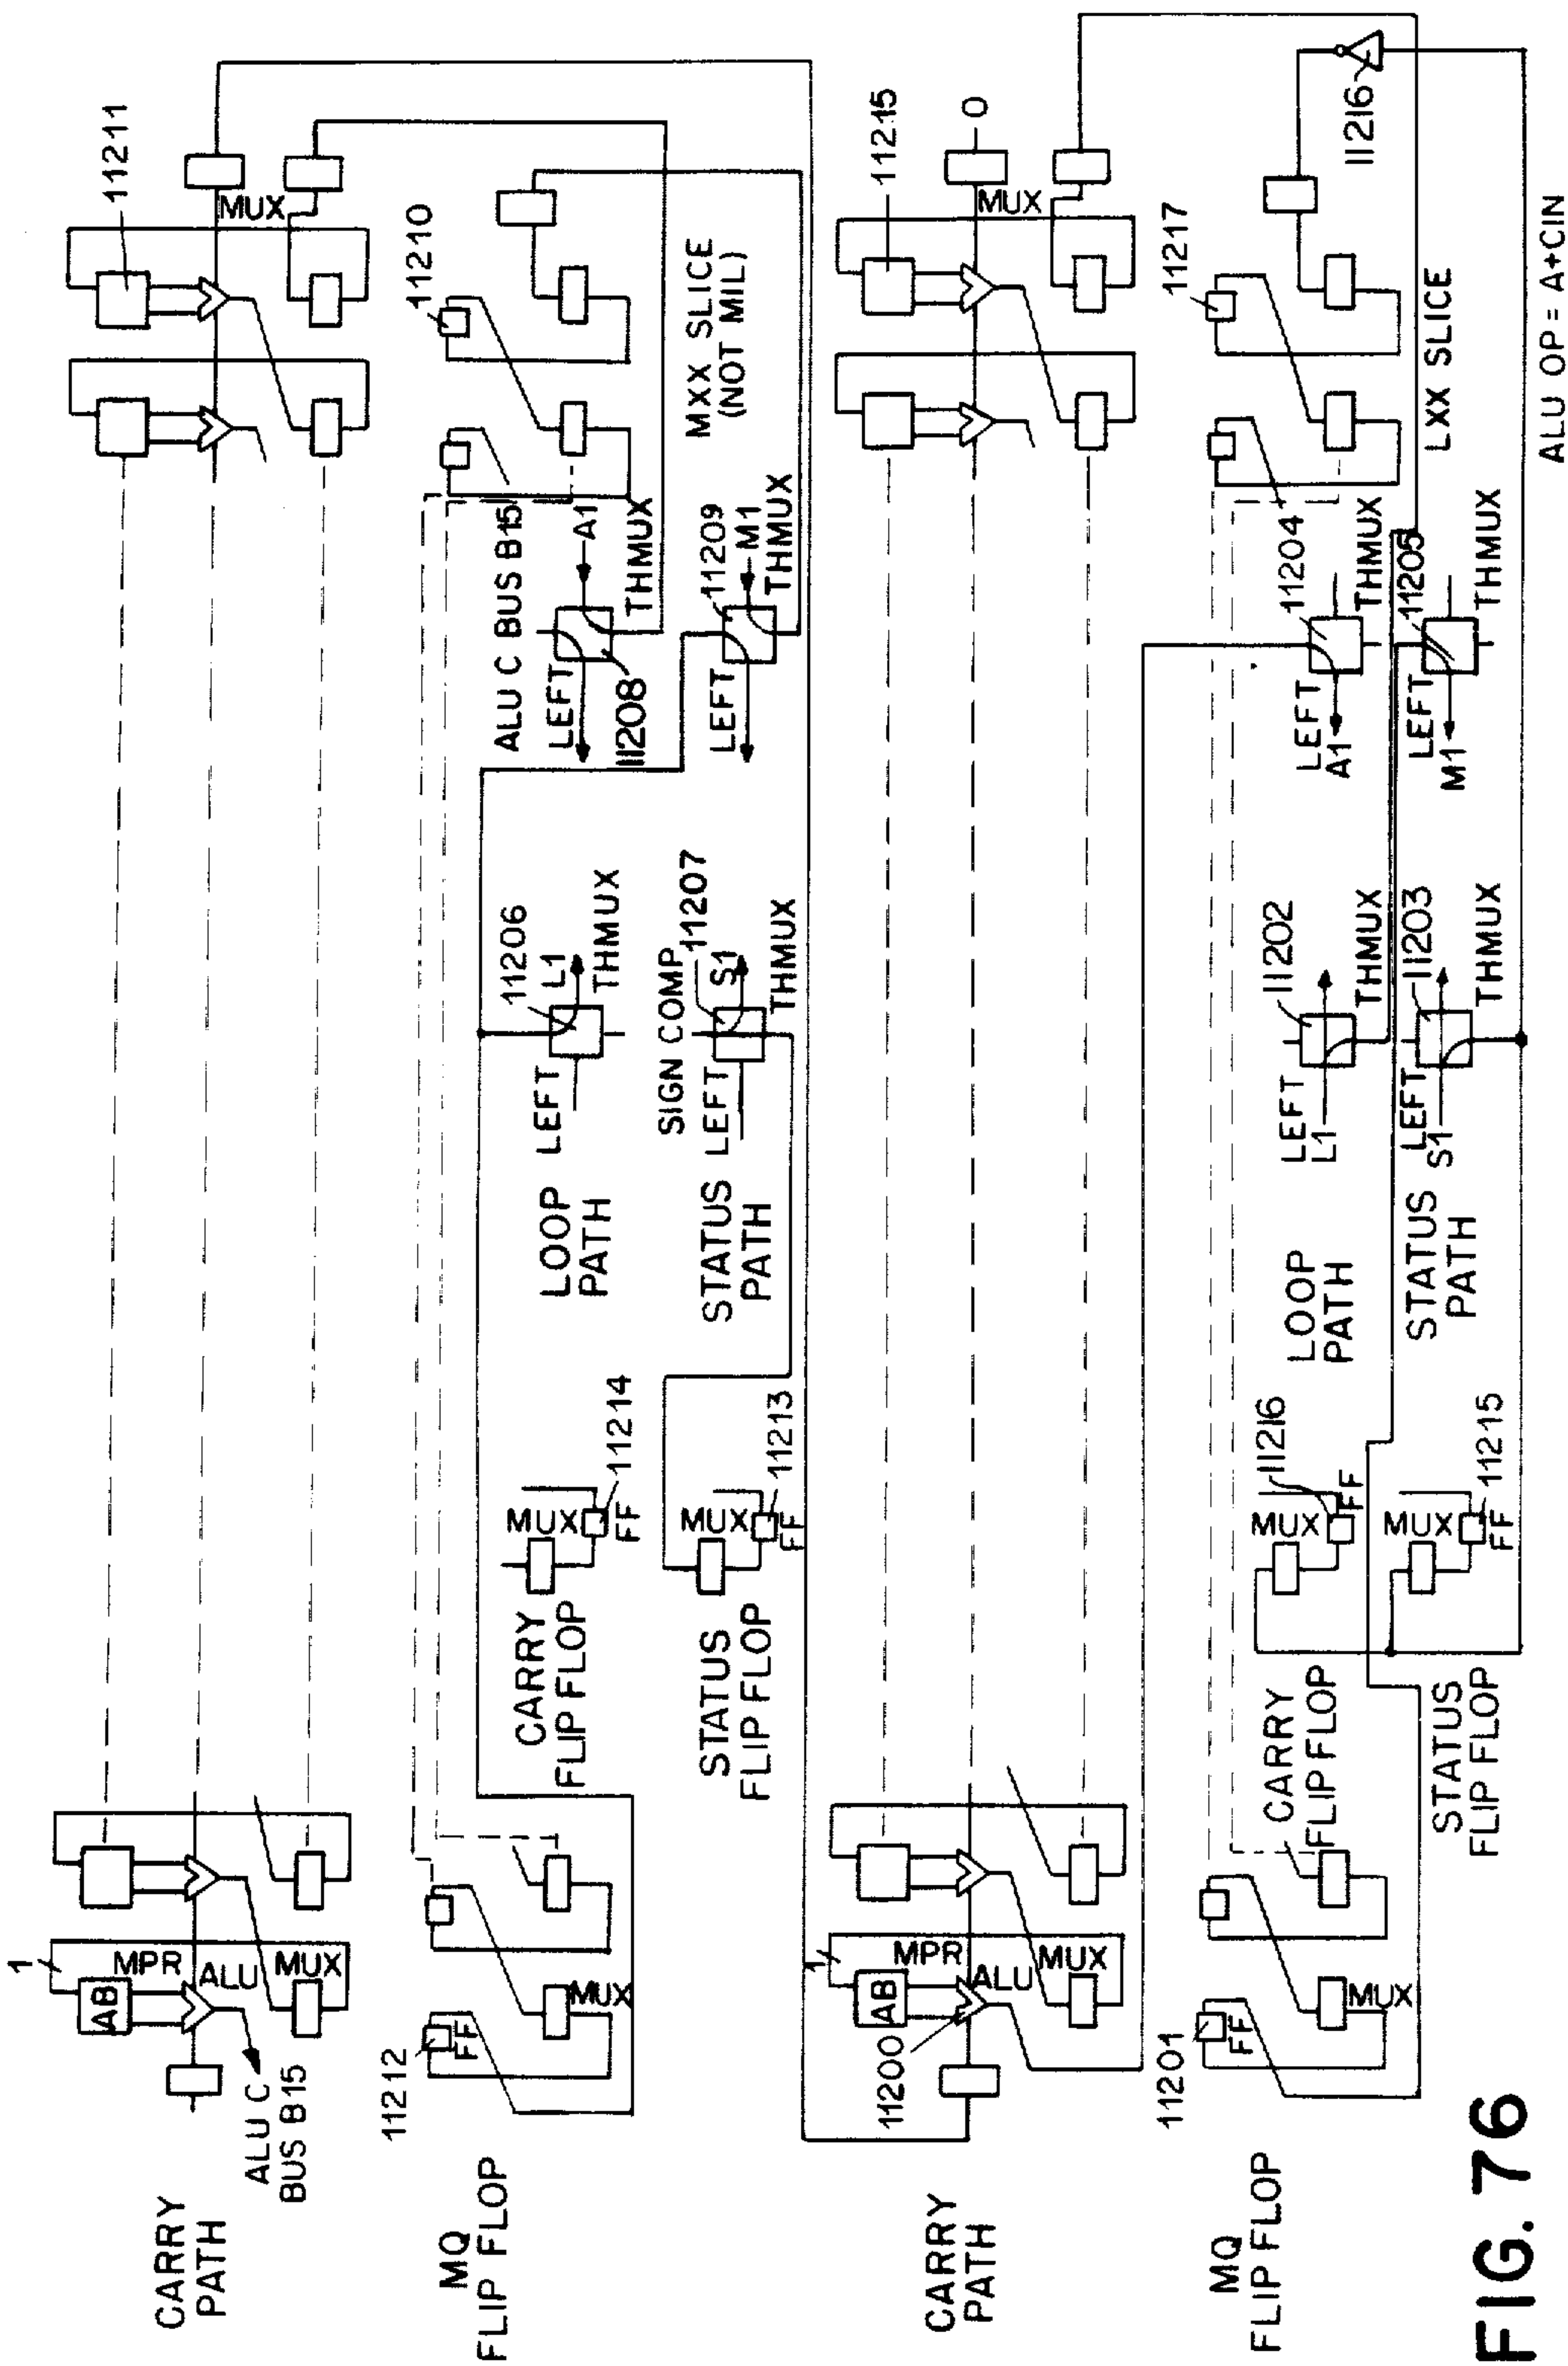 CARRY
PATH
1
AB
MPR
ALU
MUX
ALU C
BUS B15
MUX
11211
MQ
FLIP FLOP
11212
FF
MUX
CARRY
FLIP FLOP
MUX
FF
11214
STATUS
FLIP FLOP
MUX
FF
11213
LOOP
PATH
LEFT
11206
L1
THMUX
STATUS
PATH
SIGN COMP
LEFT
11207
S1
THMUX
ALU C BUS B15
LEFT
11208
A1
THMUX
LEFT
11209
M1
THMUX
11210
MXX SLICE
(NOT MIL)
CARRY
PATH
1
AB
MPR
ALU
MUX
11200
MUX
11215
0
MQ
FLIP FLOP
11201
FF
MUX
CARRY
FLIP FLOP
MUX
FF
11216
STATUS
FLIP FLOP
MUX
FF
11215
LOOP
PATH
LEFT
L1
11202
THMUX
STATUS
PATH
LEFT
S1
11203
THMUX
LEFT
A1
11204
THMUX
LEFT
M1
11205
THMUX
11217
11216
LXX SLICE
ALU OP = A+CIN
FIG. 76